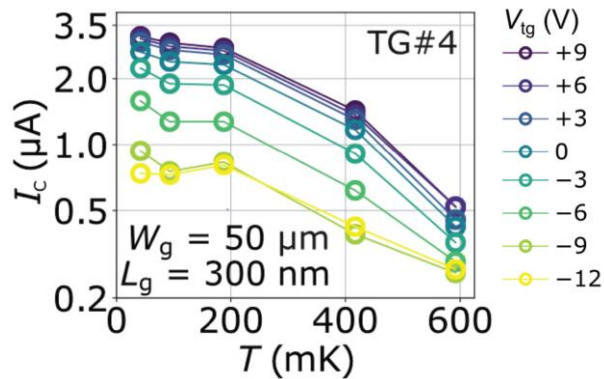 3.5
2.0
1.0
0.5
0.2
I_c (μA)
TG#4
W_g = 50 μm
L_g = 300 nm
0 200 400 600
T (mK)
V_tg (V)
+9
+6
+3
0
−3
−6
−9
−12